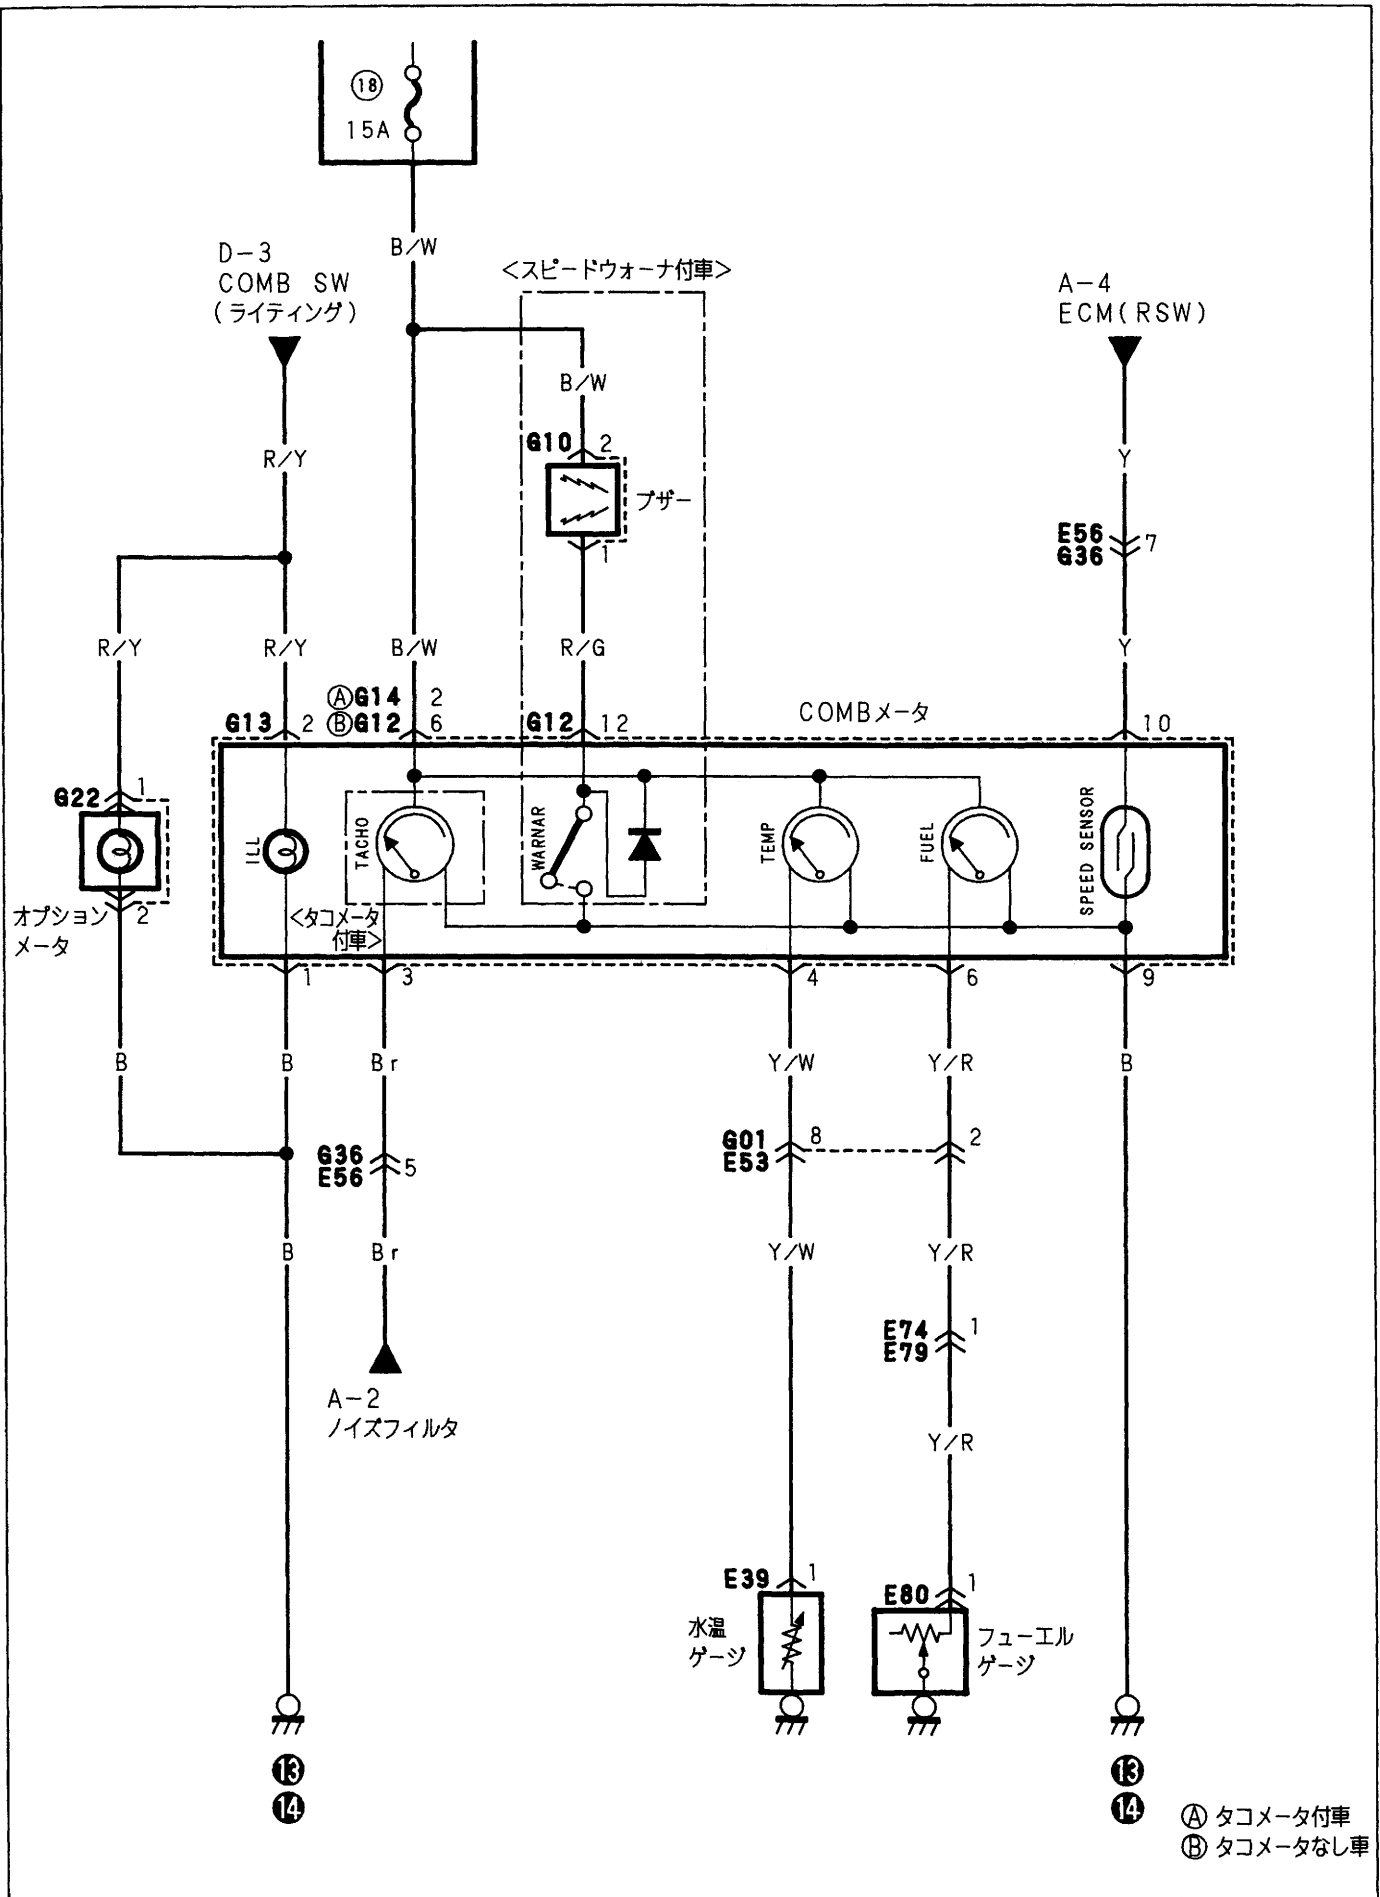 18
15A
B/W
D-3
COMB SW
(ライティング)
<スピードウォーナ付車>
A-4
ECM(RSW)
B/W
G10 2
ブザー
1
R/Y
Y
E56
G36
7
R/Y
R/Y
B/W
R/G
Y
ⒶG14 2
ⒷG12 6
G13 2
G12 12
COMBメータ
10
G22 1
ILL
TACHO
WARNAR
TEMP
FUEL
SPEED SENSOR
2
オプション
メータ
<タコメータ
付車>
1
3
4
6
9
B
B
Br
Y/W
Y/R
B
G36
E56
5
G01
E53
8
2
B
Br
Y/W
Y/R
E74
E79
1
A-2
ノイズフィルタ
Y/R
E39 1
E80 1
水温
ゲージ
フューエル
ゲージ
13
14
13
14
Ⓐ タコメータ付車
Ⓑ タコメータなし車